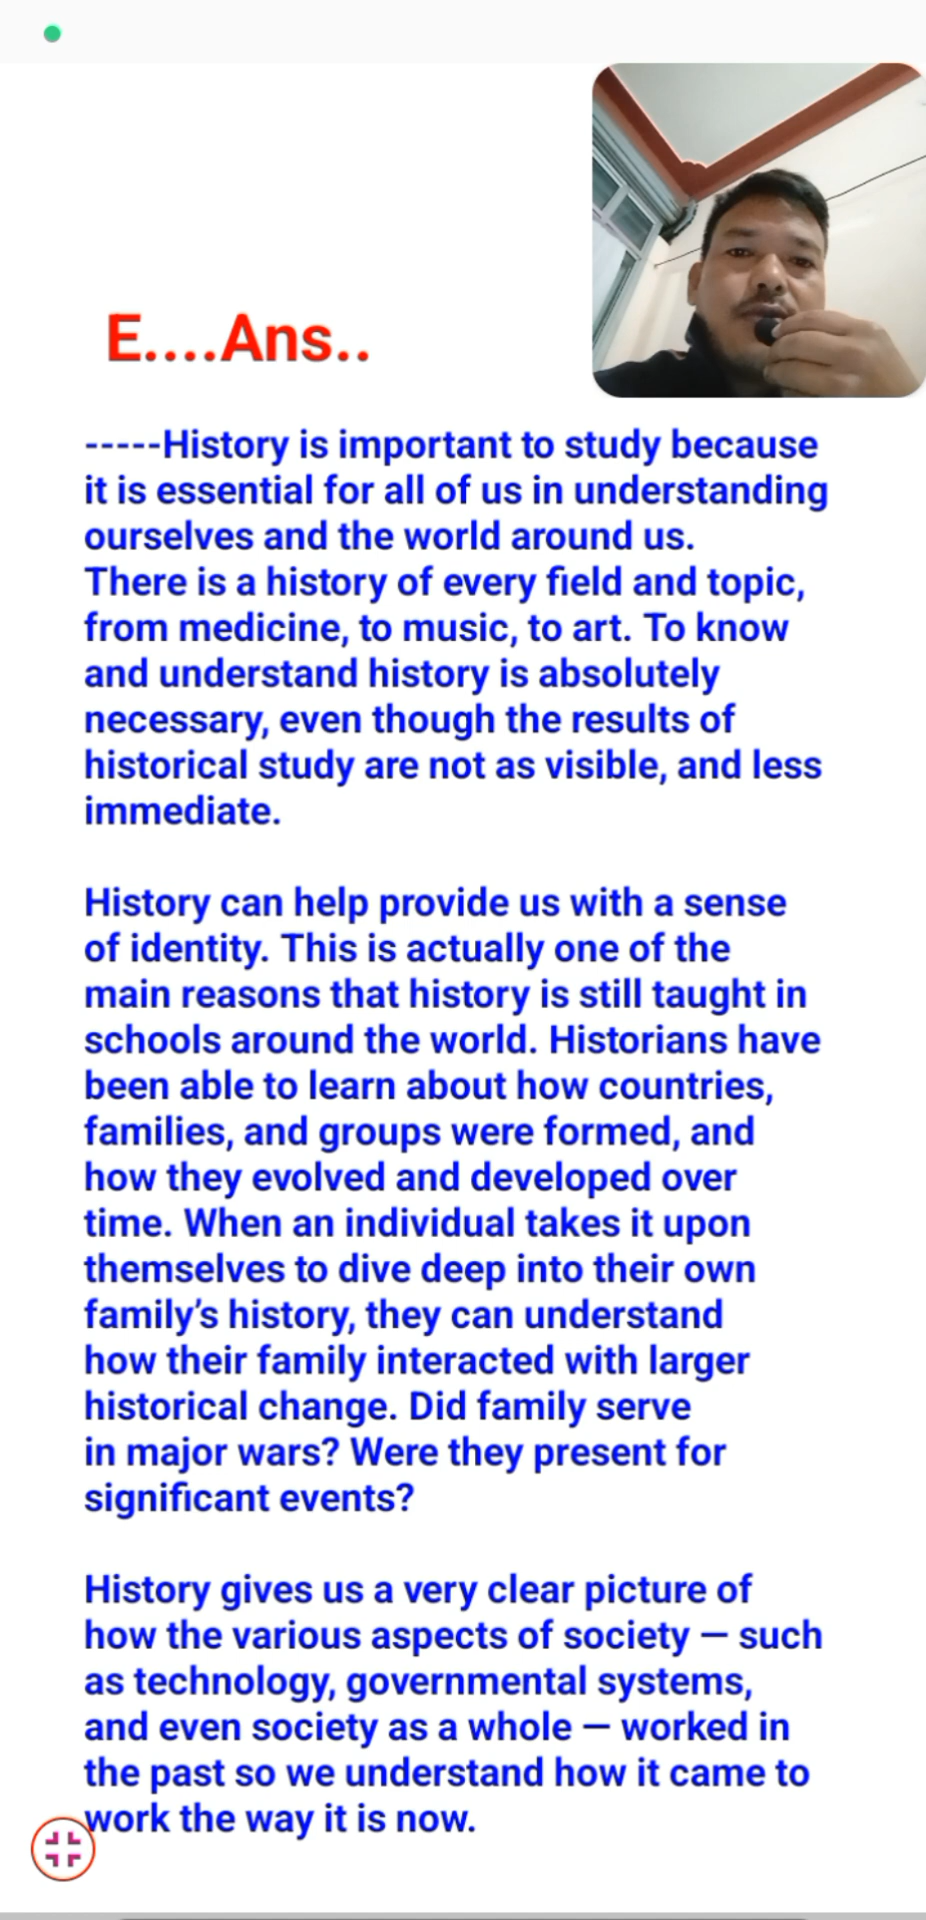 E....Ans..
-----History is important to study because
it is essential for all of us in understanding
ourselves and the world around us.
There is a history of every field and topic,
from medicine, to music, to art. To know
and understand history is absolutely
necessary, even though the results of
historical study are not as visible, and less
immediate.
History can help provide us with a sense
of identity. This is actually one of the
main reasons that history is still taught in
schools around the world. Historians have
been able to learn about how countries,
families, and groups were formed, and
how they evolved and developed over
time. When an individual takes it upon
themselves to dive deep into their own
family’s history, they can understand
how their family interacted with larger
historical change. Did family serve
in major wars? Were they present for
significant events?
History gives us a very clear picture of
how the various aspects of society — such
as technology, governmental systems,
and even society as a whole — worked in
the past so we understand how it came to
work the way it is now.